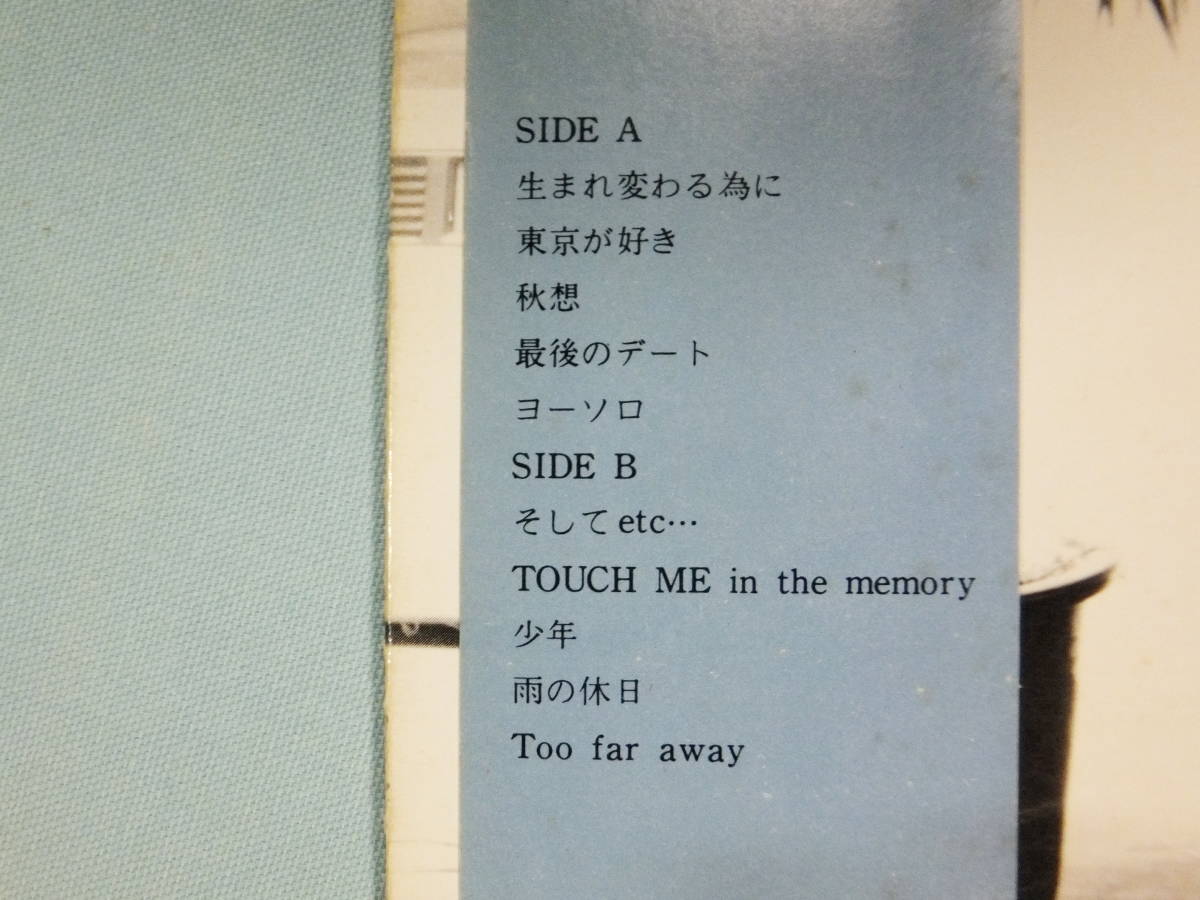 SIDE A
生まれ変わる為に
東京が好き
秋想
最後のデート
ヨーソロ
SIDE B
そしてetc…
TOUCH ME in the memory
少年
雨の休日
Too far away